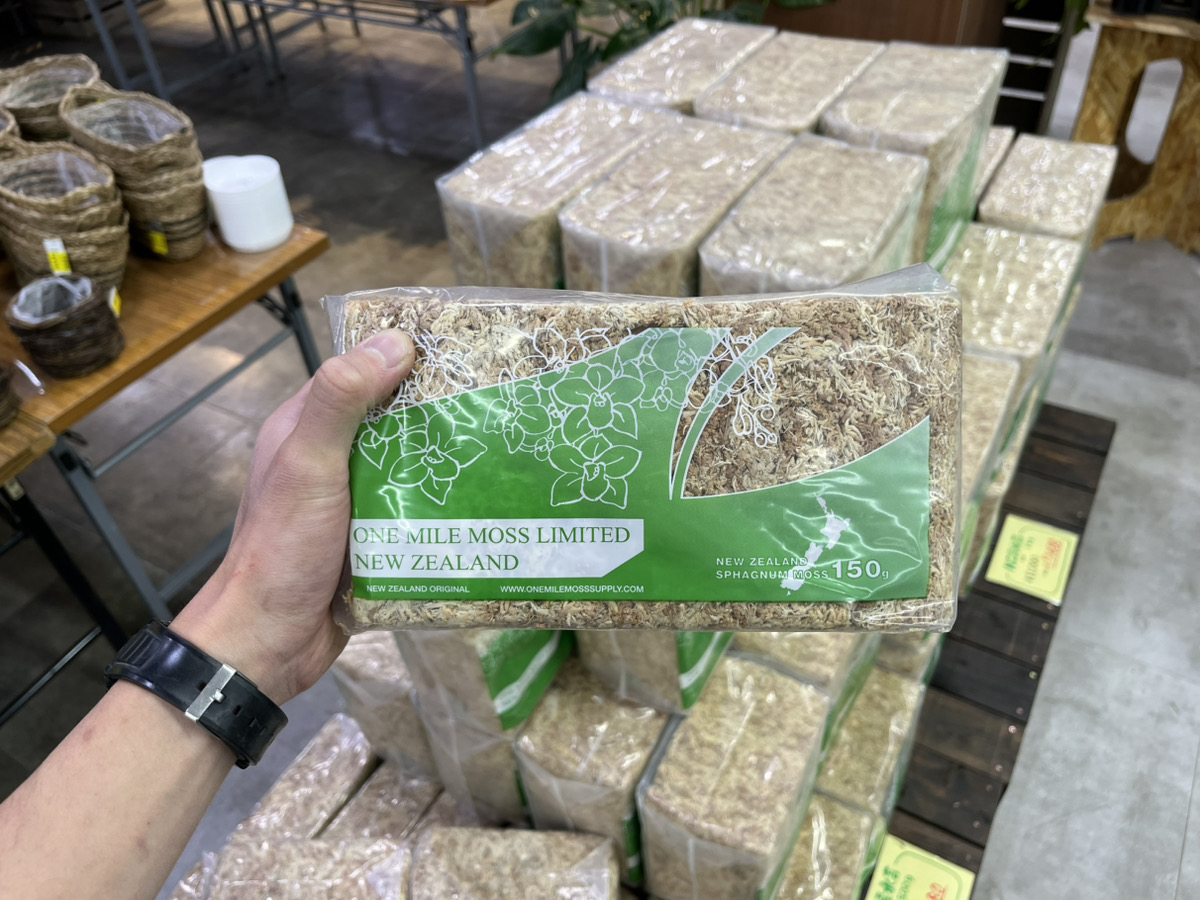 ONE MILE MOSS LIMITED
NEW ZEALAND
NEW ZEALAND ORIGINAL
WWW.ONEMILEMOSSSUPPLY.COM
NEW ZEALAND
SPHAGNUM MOSS 150g